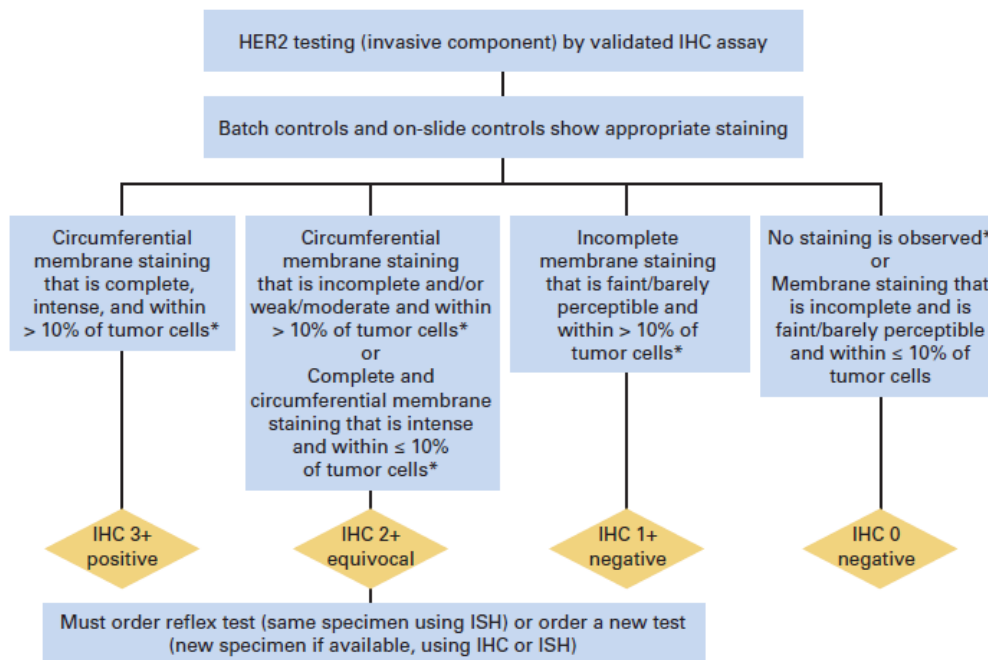 HER2 testing (invasive component) by validated IHC assay
Batch controls and on-slide controls show appropriate staining
Circumferential
membrane staining
that is complete,
intense, and within
> 10% of tumor cells*
Circumferential
membrane staining
that is incomplete and/or
weak/moderate and within
> 10% of tumor cells*
or
Complete and
circumferential membrane
staining that is intense
and within ≤ 10%
of tumor cells*
Incomplete
membrane staining
that is faint/barely
perceptible and
within > 10% of
tumor cells*
No staining is observed*
or
Membrane staining that
is incomplete and is
faint/barely perceptible
and within ≤ 10% of
tumor cells
IHC 3+
positive
IHC 2+
equivocal
IHC 1+
negative
IHC 0
negative
Must order reflex test (same specimen using ISH) or order a new test
(new specimen if available, using IHC or ISH)